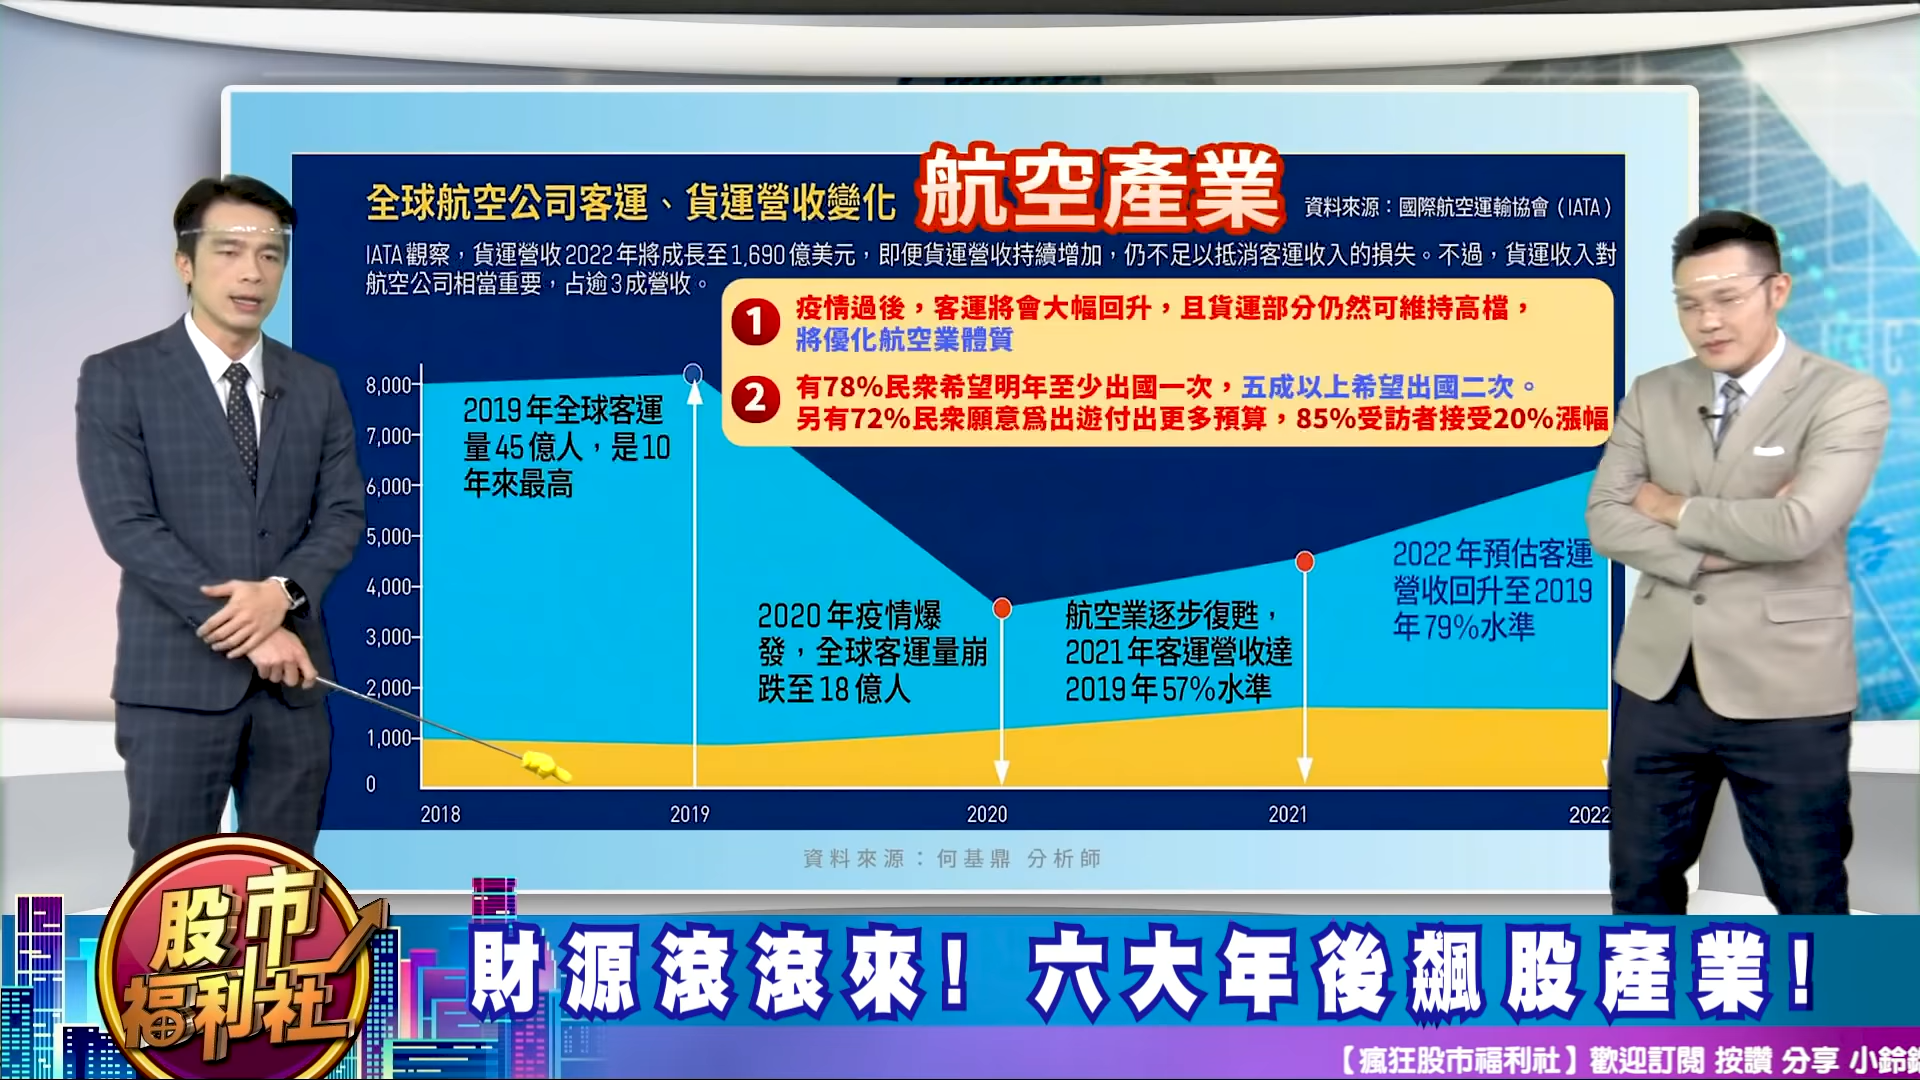 航空產業
全球航空公司客運、貨運營收變化
資料來源：國際航空運輸協會（IATA）
IATA觀察，貨運營收2022年將成長至1,690億美元，即便貨運營收持續增加，仍不足以抵消客運收入的損失。不過，貨運收入對
航空公司相當重要，占逾3成營收。
1 疫情過後，客運將會大幅回升，且貨運部分仍然可維持高檔，
將優化航空業體質
2 有78%民眾希望明年至少出國一次，五成以上希望出國二次。
另有72%民眾願意為出遊付出更多預算，85%受訪者接受20%漲幅
8,000
7,000
6,000
5,000
4,000
3,000
2,000
1,000
0
2019年全球客運
量45億人，是10
年來最高
2020年疫情爆
發，全球客運量崩
跌至18億人
航空業逐步復甦，
2021年客運營收達
2019年57%水準
2022年預估客運
營收回升至2019
年79%水準
2018 2019 2020 2021 2022
資料來源：何基鼎 分析師
股市
福利社
財源滾滾來！六大年後飆股產業！
【瘋狂股市福利社】歡迎訂閱 按讚 分享 小鈴